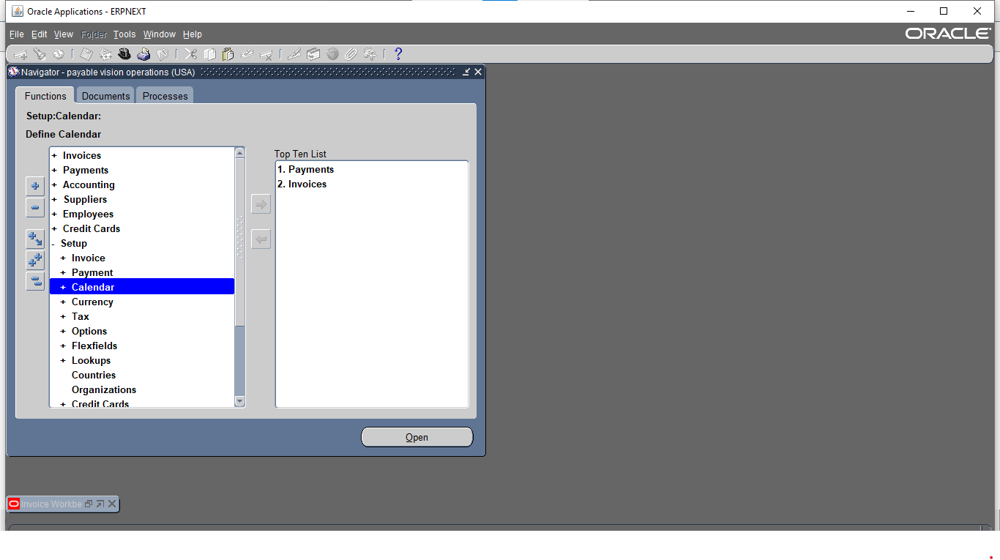 Oracle Applications - ERPNEXT
File Edit View Folder Tools Window Help
ORACLE
Navigator - payable vision operations (USA)
Functions Documents Processes
Setup:Calendar:
Define Calendar
Top Ten List
+ Invoices
+ Payments
+ Accounting
+ Suppliers
+ Employees
+ Credit Cards
- Setup
+ Invoice
+ Payment
+ Calendar
+ Currency
+ Tax
+ Options
+ Flexfields
+ Lookups
Countries
Organizations
+ Credit Cards
1. Payments
2. Invoices
Open
Invoice Workbe